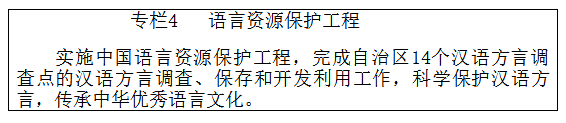 专栏4 语言资源保护工程
实施中国语言资源保护工程，完成自治区14个汉语方言调
查点的汉语方言调查、保存和开发利用工作，科学保护汉语方
言，传承中华优秀语言文化。